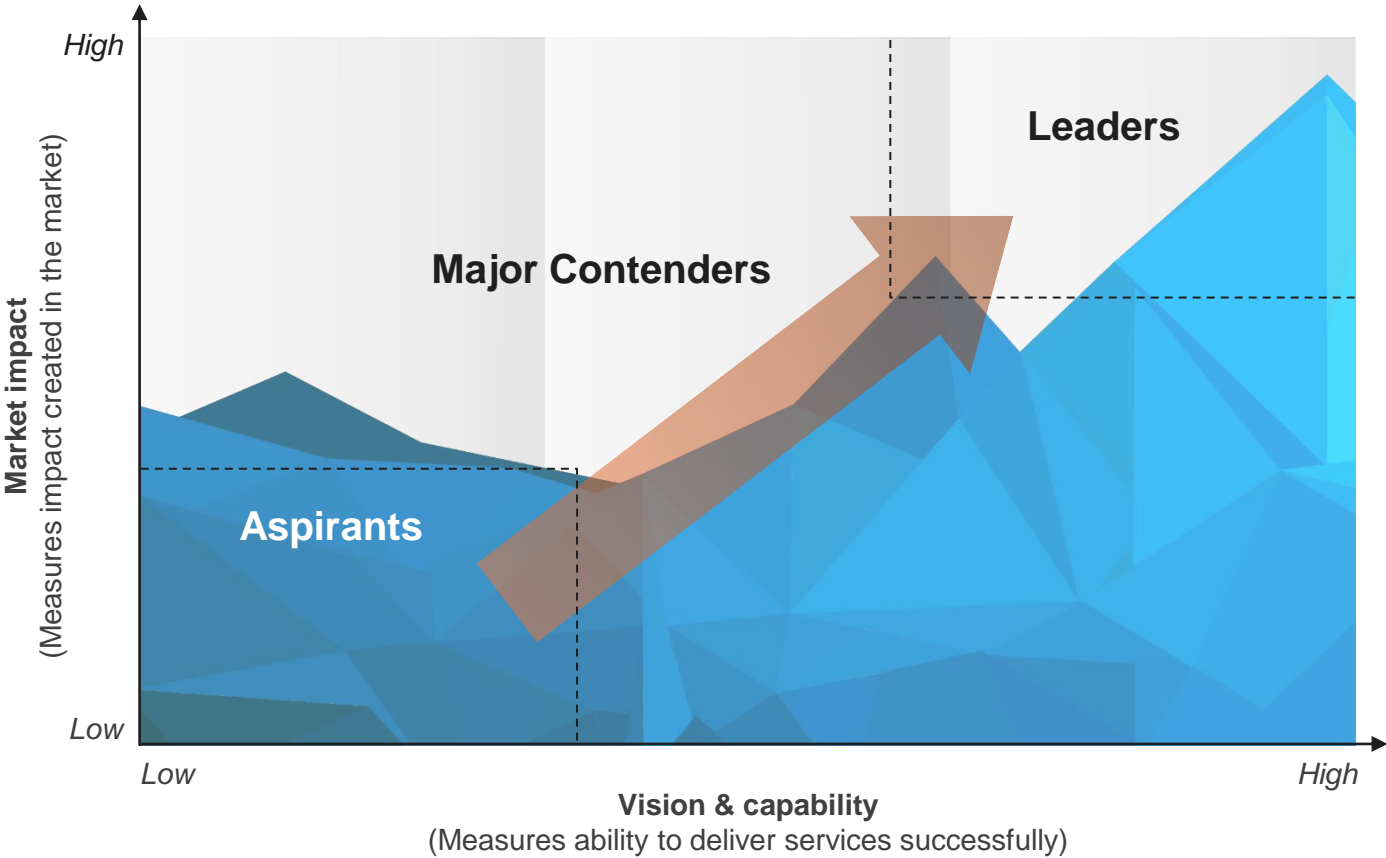 High
Leaders
Major Contenders
Market impact
(Measures impact created in the market)
Aspirants
Low
Low
High
Vision & capability
(Measures ability to deliver services successfully)